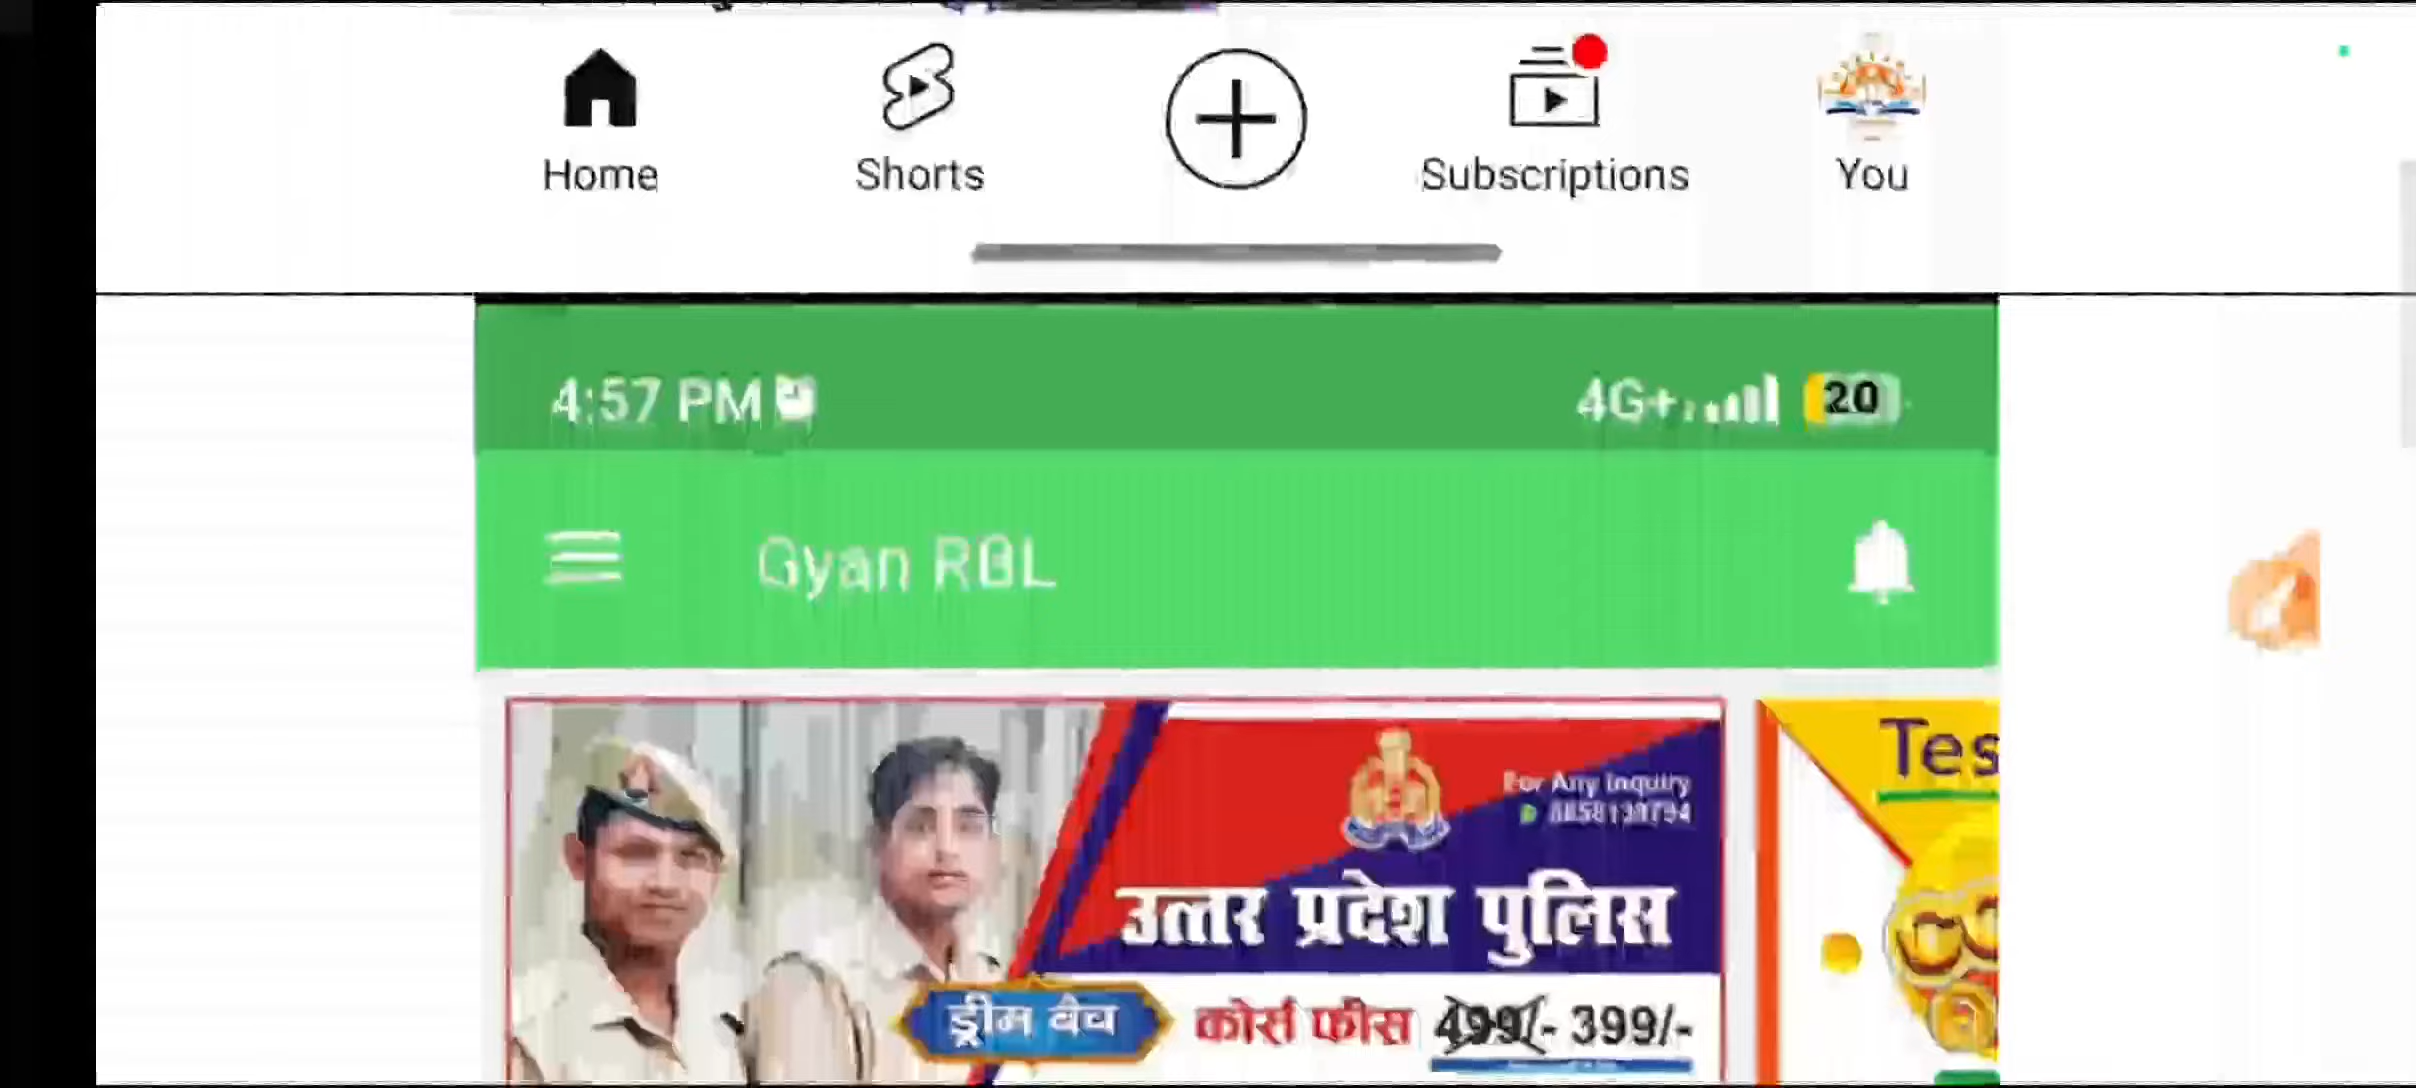 Home
Shorts
Subscriptions
You
4:57 PM
4G+
20
Gyan RBL
For Any Inquiry
उत्तर प्रदेश पुलिस
ड्रीम बैच
कोर्स फीस 499/- 399/-
Tes